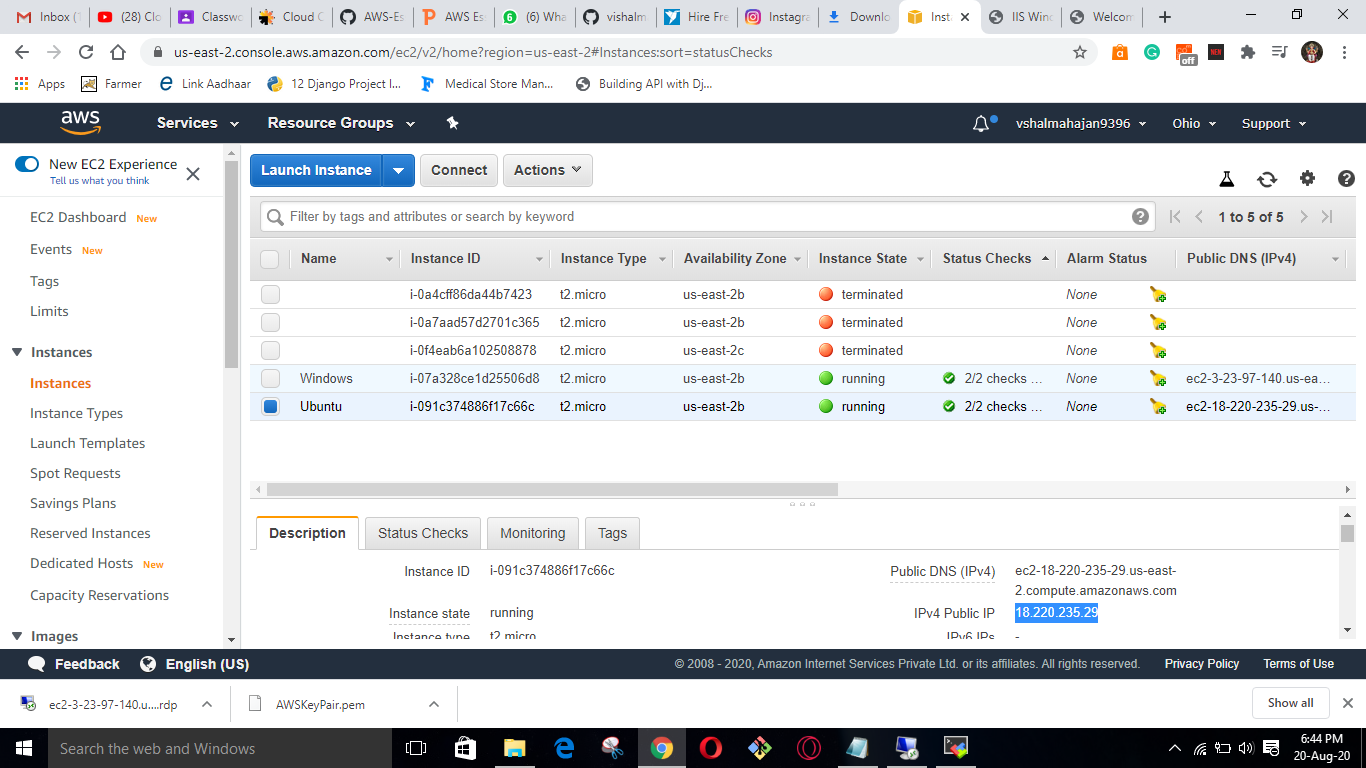 Inbox (1
(28) Clo
Classwo
Cloud C
AWS-Es
AWS Ess
(6) Wha
vishalm
Hire Fre
Instagra
Downlo
Inst
IIS Wind
Welcom
us-east-2.console.aws.amazon.com/ec2/v2/home?region=us-east-2#Instances:sort=statusChecks
off
NEW
Apps
Farmer
Link Aadhaar
12 Django Project I...
Medical Store Man...
Building API with Dj...
aws
Services
Resource Groups
vshalmahajan9396
Ohio
Support
New EC2 Experience
Tell us what you think
EC2 Dashboard New
Events New
Tags
Limits
Instances
Instances
Instance Types
Launch Templates
Spot Requests
Savings Plans
Reserved Instances
Dedicated Hosts New
Capacity Reservations
Images
Launch Instance
Connect
Actions
Filter by tags and attributes or search by keyword
1 to 5 of 5
Name Instance ID Instance Type Availability Zone Instance State Status Checks Alarm Status Public DNS (IPv4)
i-0a4cff86da44b7423 t2.micro us-east-2b terminated None
i-0a7aad57d2701c365 t2.micro us-east-2b terminated None
i-0f4eab6a102508878 t2.micro us-east-2c terminated None
Windows i-07a328ce1d25506d8 t2.micro us-east-2b running 2/2 checks ... None ec2-3-23-97-140.us-ea...
Ubuntu i-091c374886f17c66c t2.micro us-east-2b running 2/2 checks ... None ec2-18-220-235-29.us-...
Description
Status Checks
Monitoring
Tags
Instance ID i-091c374886f17c66c
Public DNS (IPv4) ec2-18-220-235-29.us-east-
2.compute.amazonaws.com
Instance state running
IPv4 Public IP 18.220.235.29
Instance type t2.micro
IPv6 IPs -
Feedback
English (US)
© 2008 - 2020, Amazon Internet Services Private Ltd. or its affiliates. All rights reserved.
Privacy Policy
Terms of Use
ec2-3-23-97-140.u....rdp
AWSKeyPair.pem
Show all
Search the web and Windows
6:44 PM
20-Aug-20